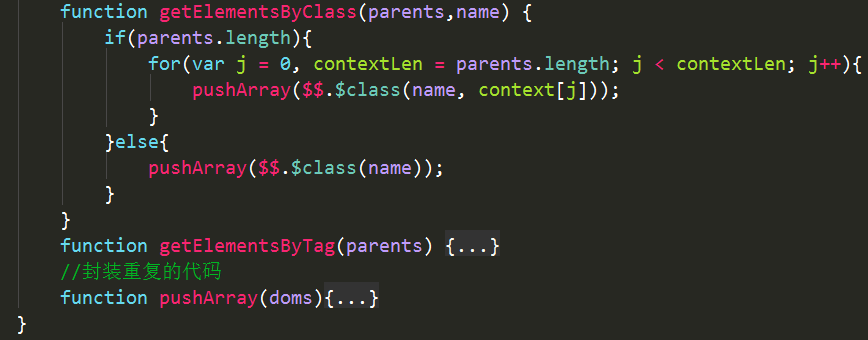 function getElementsByClass(parents,name) {
if(parents.length){
for(var j = 0, contextLen = parents.length; j < contextLen; j++){
pushArray($$.$class(name, context[j]));
}
}else{
pushArray($$.$class(name));
}
}
function getElementsByTag(parents) {...}
//封装重复的代码
function pushArray(doms){...}
}